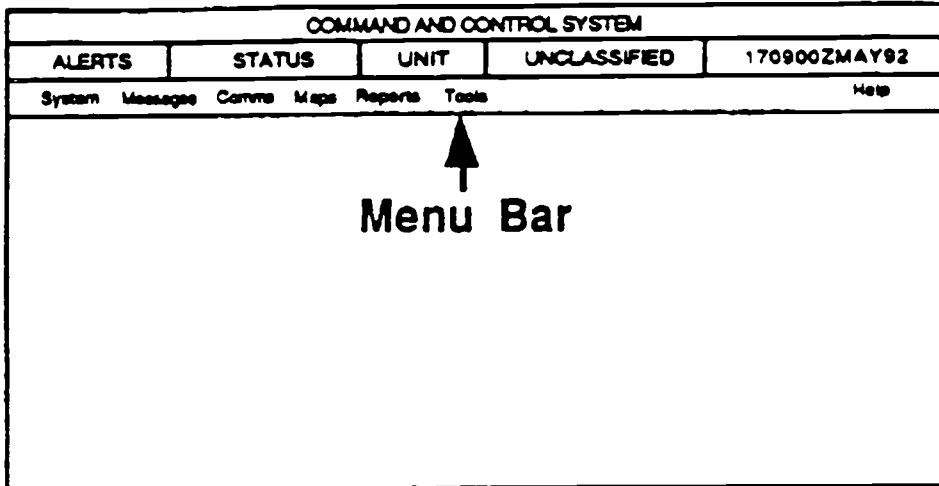 COMMAND AND CONTROL SYSTEM
ALERTS STATUS UNIT UNCLASSIFIED 170900ZMAY92
System Messages Comms Maps Reports Tools Help
Menu Bar